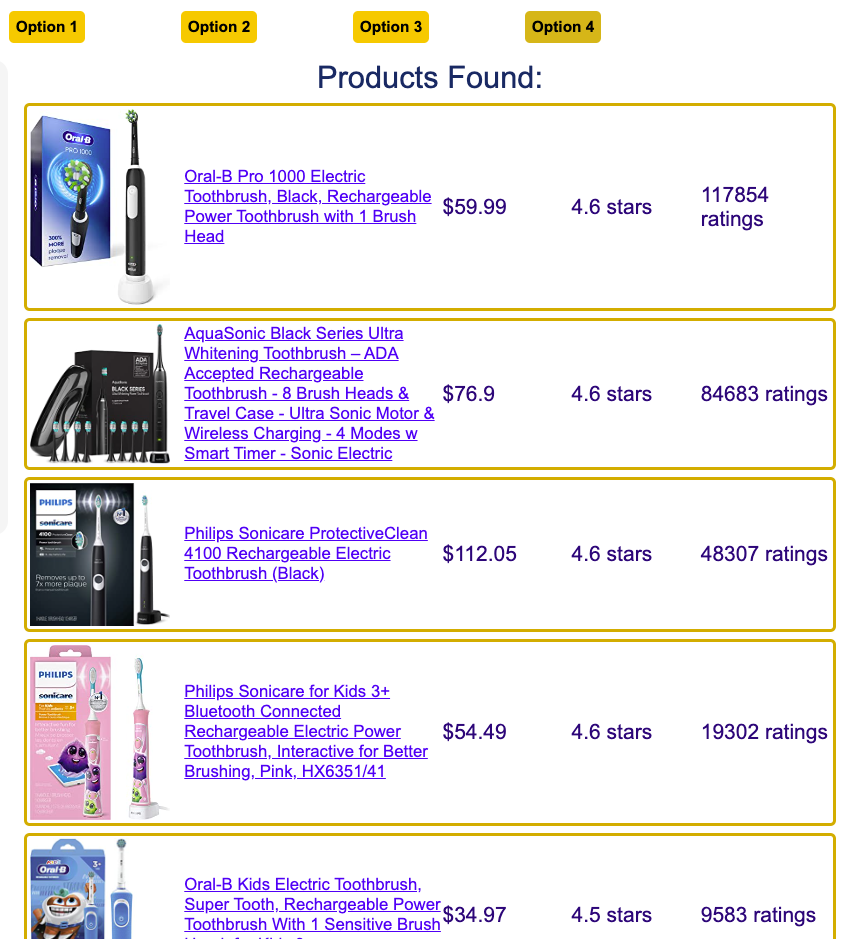 Option 1
Option 2
Option 3
Option 4
Products Found:
Oral-B
PRO 1000
300%
MORE
plaque
removal
Oral-B Pro 1000 Electric
Toothbrush, Black, Rechargeable
Power Toothbrush with 1 Brush
Head
$59.99
4.6 stars
117854
ratings
ADA
BLACK SERIES
AquaSonic Black Series Ultra
Whitening Toothbrush – ADA
Accepted Rechargeable
Toothbrush - 8 Brush Heads &
Travel Case - Ultra Sonic Motor &
Wireless Charging - 4 Modes w
Smart Timer - Sonic Electric
$76.9
4.6 stars
84683 ratings
PHILIPS
sonicare
4100
Removes up to
7x more plaque
Philips Sonicare ProtectiveClean
4100 Rechargeable Electric
Toothbrush (Black)
$112.05
4.6 stars
48307 ratings
PHILIPS
sonicare
Philips Sonicare for Kids 3+
Bluetooth Connected
Rechargeable Electric Power
Toothbrush, Interactive for Better
Brushing, Pink, HX6351/41
$54.49
4.6 stars
19302 ratings
Oral-B
3+
Oral-B Kids Electric Toothbrush,
Super Tooth, Rechargeable Power
Toothbrush With 1 Sensitive Brush
$34.97
4.5 stars
9583 ratings